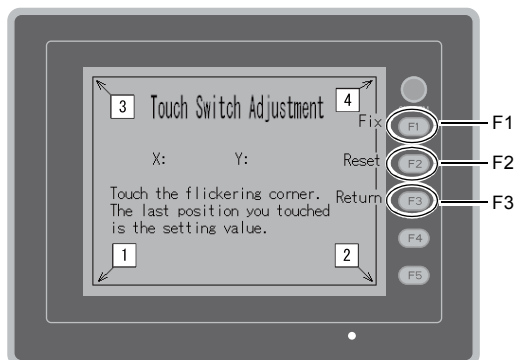 3 Touch Switch Adjustment 4
Fix F1 F1
X: Y: Reset F2 F2
Return F3 F3
Touch the flickering corner.
The last position you touched
is the setting value.
F4
1 2
F5